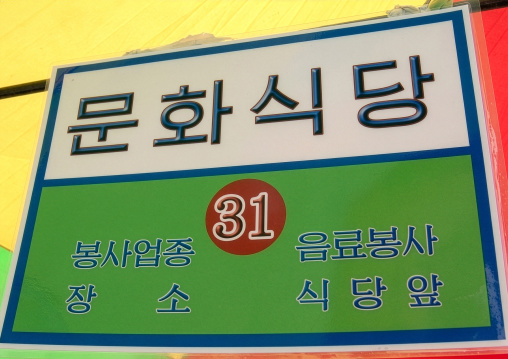 문화식당
31
봉사업종 음료봉사
장 소 식 당 앞